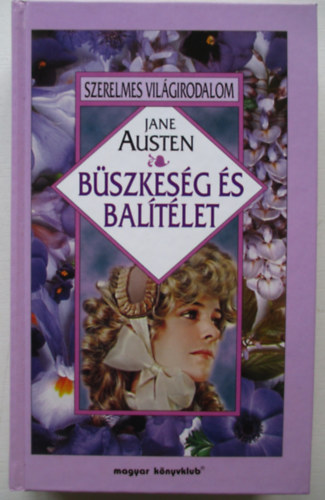 SZERELMES VILÁGIRODALOM
JANE
AUSTEN
BÜSZKESÉG ÉS
BALÍTÉLET
magyar könyvklub®